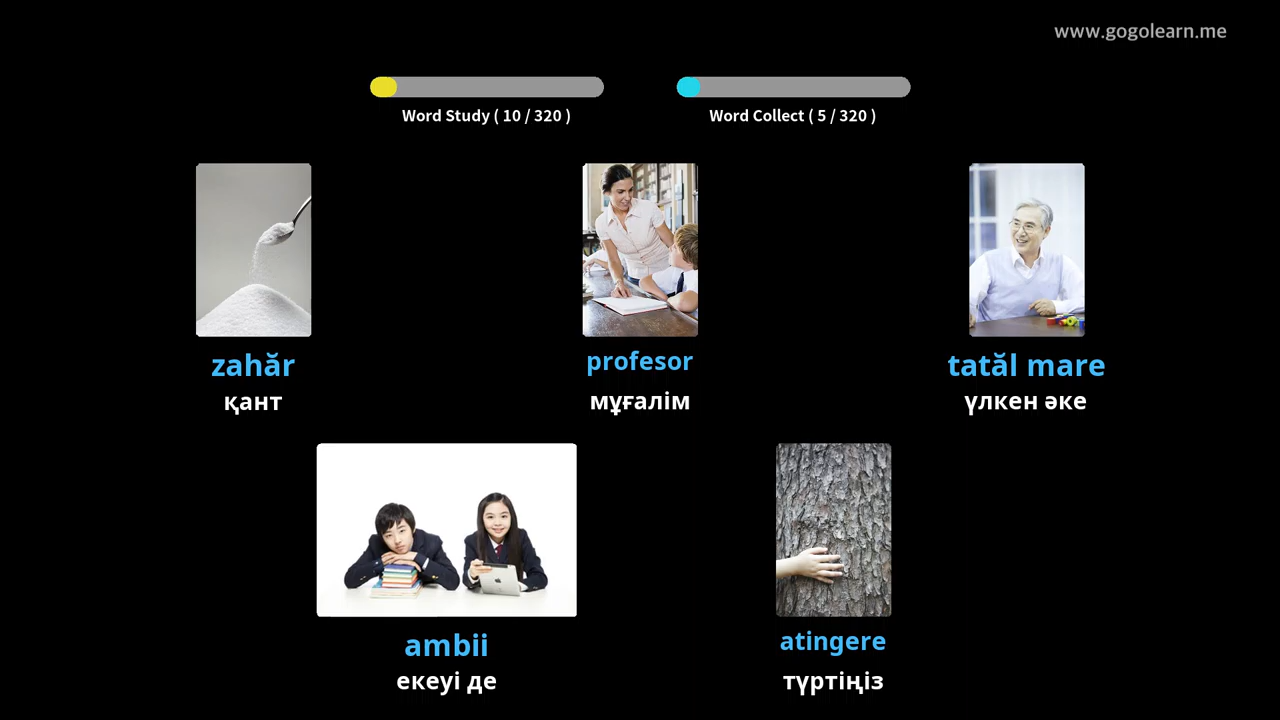 www.gogolearn.me
Word Study ( 10 / 320 )
Word Collect ( 5 / 320 )
zahăr
қант
profesor
мұғалім
tatăl mare
үлкен әке
ambii
екеуі де
atingere
түртіңіз